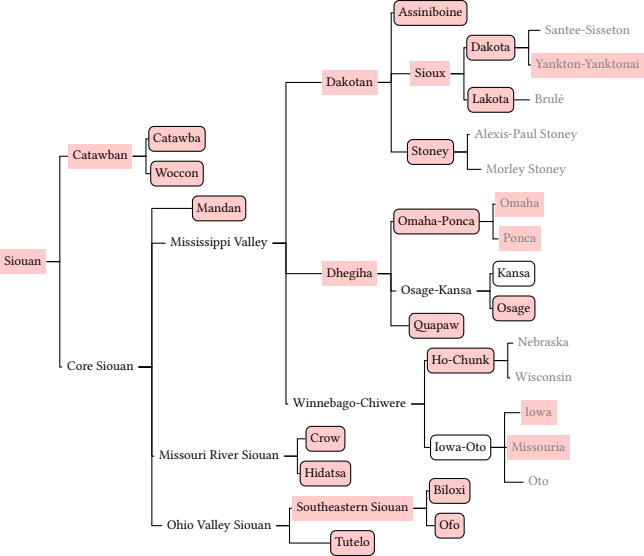 Assiniboine
Santee-Sisseton
Dakota
Yankton-Yanktonai
Sioux
Dakotan
Lakota
Brulé
Alexis-Paul Stoney
Catawba
Stoney
Catawban
Morley Stoney
Woccon
Omaha
Mandan
Omaha-Ponca
Ponca
Mississippi Valley
Siouan
Dhegiha
Kansa
Osage-Kansa
Osage
Quapaw
Nebraska
Ho-Chunk
Core Siouan
Wisconsin
Winnebago-Chiwere
Iowa
Crow
Iowa-Oto
Missouria
Missouri River Siouan
Hidatsa
Oto
Biloxi
Southeastern Siouan
Ohio Valley Siouan
Ofo
Tutelo